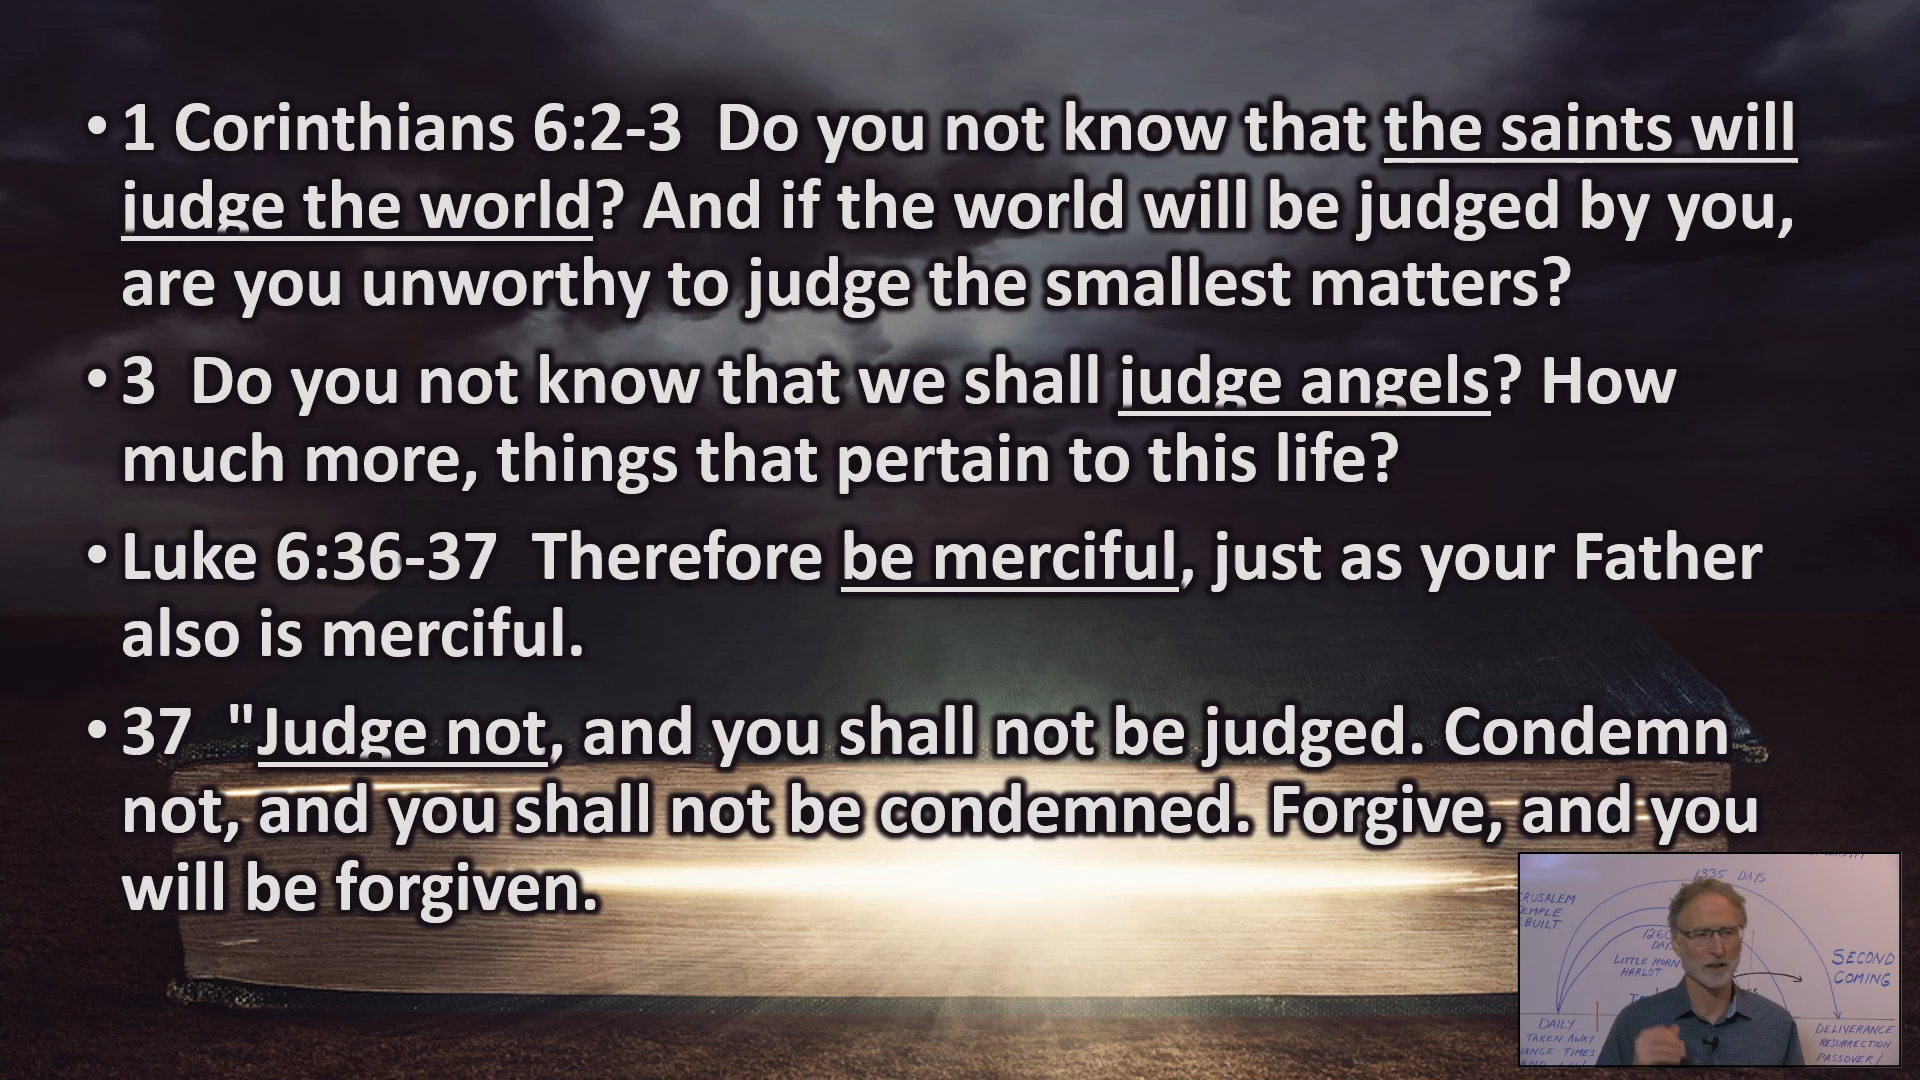 • 1 Corinthians 6:2-3  Do you not know that the saints will
judge the world? And if the world will be judged by you,
are you unworthy to judge the smallest matters?
• 3  Do you not know that we shall judge angels? How
much more, things that pertain to this life?
• Luke 6:36-37  Therefore be merciful, just as your Father
also is merciful.
• 37  "Judge not, and you shall not be judged. Condemn
not, and you shall not be condemned. Forgive, and you
will be forgiven.
1335 DAYS
BUILT
LITTLE HORN
HARLOT
SECOND
COMING
DAILY
TAKEN AWAY
DELIVERANCE
RESURRECTION
PASSOVER/